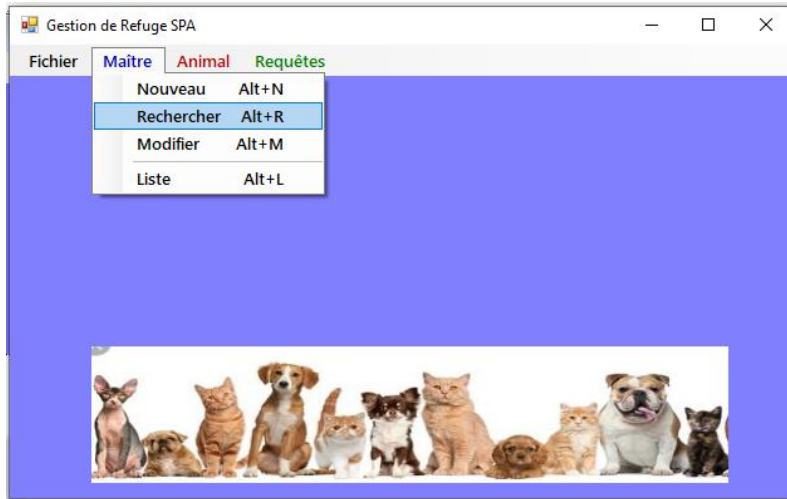 Gestion de Refuge SPA
Fichier Maître Animal Requêtes
Nouveau Alt+N
Rechercher Alt+R
Modifier Alt+M
Liste Alt+L